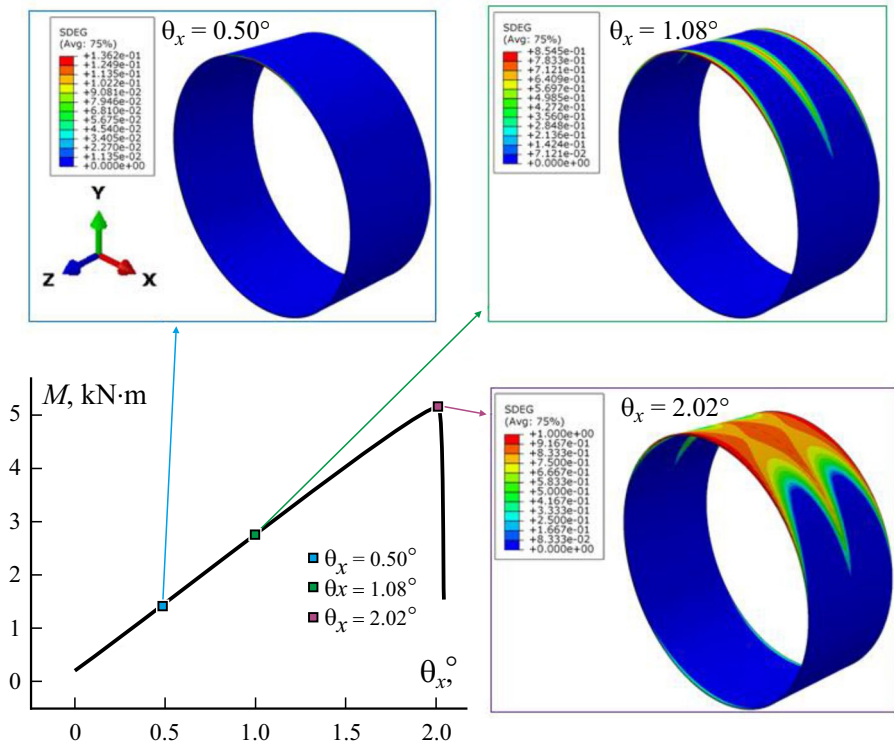 SDEG
(Avg: 75%)
+1.362e-01
+1.249e-01
+1.135e-01
+1.022e-01
+9.081e-02
+7.946e-02
+6.810e-02
+5.675e-02
+4.540e-02
+3.405e-02
+2.270e-02
+1.135e-02
+0.000e+00
θx = 0.50°
Y
Z
X
SDEG
(Avg: 75%)
+8.545e-01
+7.833e-01
+7.121e-01
+6.409e-01
+5.697e-01
+4.985e-01
+4.272e-01
+3.560e-01
+2.848e-01
+2.136e-01
+1.424e-01
+7.121e-02
+0.000e+00
θx = 1.08°
M, kN·m
5
4
3
2
1
0
θx = 0.50°
θx = 1.08°
θx = 2.02°
θx,°
0
0.5
1.0
1.5
2.0
SDEG
(Avg: 75%)
+1.000e+00
+9.167e-01
+8.333e-01
+7.500e-01
+6.667e-01
+5.833e-01
+5.000e-01
+4.167e-01
+3.333e-01
+2.500e-01
+1.667e-01
+8.333e-02
+0.000e+00
θx = 2.02°